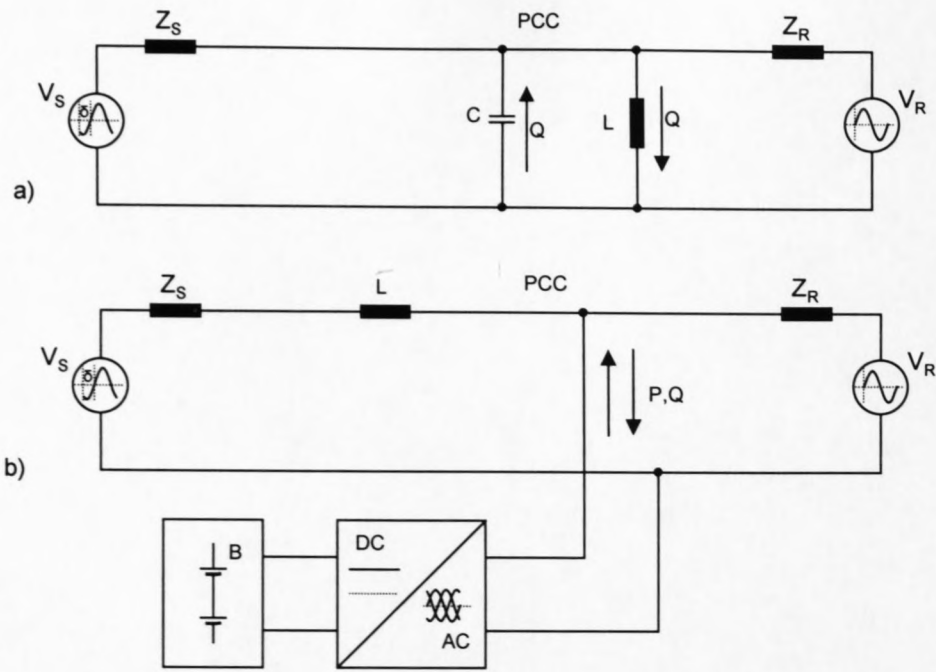 PCC
Z_S
Z_R
V_S
δ
C
Q
L
Q
V_R
a)
Z_S
L
PCC
Z_R
V_S
δ
P,Q
V_R
b)
B
DC
AC